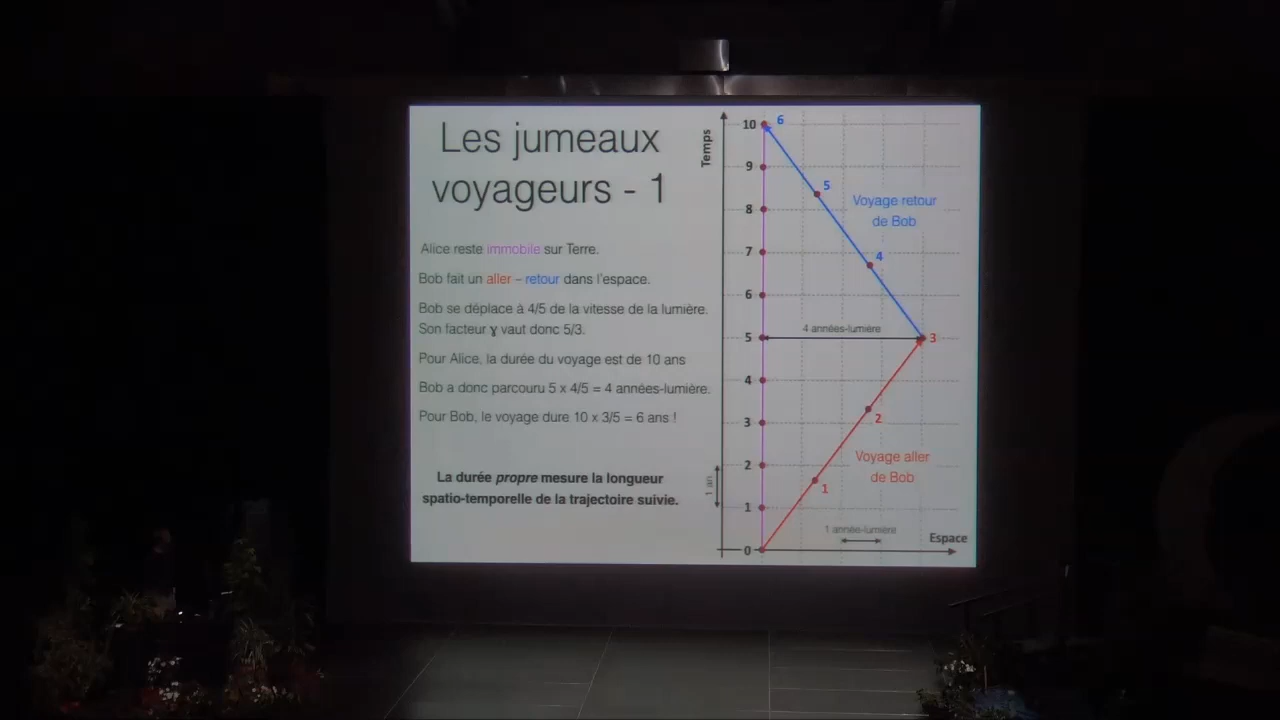 Les jumeaux
voyageurs - 1
Alice reste immobile sur Terre.
Bob fait un aller – retour dans l'espace.
Bob se déplace à 4/5 de la vitesse de la lumière.
Son facteur ɣ vaut donc 5/3.
Pour Alice, la durée du voyage est de 10 ans
Bob a donc parcouru 5 x 4/5 = 4 années-lumière.
Pour Bob, le voyage dure 10 x 3/5 = 6 ans !
La durée propre mesure la longueur
spatio-temporelle de la trajectoire suivie.
Temps
10
6
9
5
8
Voyage retour
de Bob
7
4
6
4 années-lumière
5
3
4
3
2
Voyage aller
de Bob
2
1 an
1
1
1 année-lumière
Espace
0